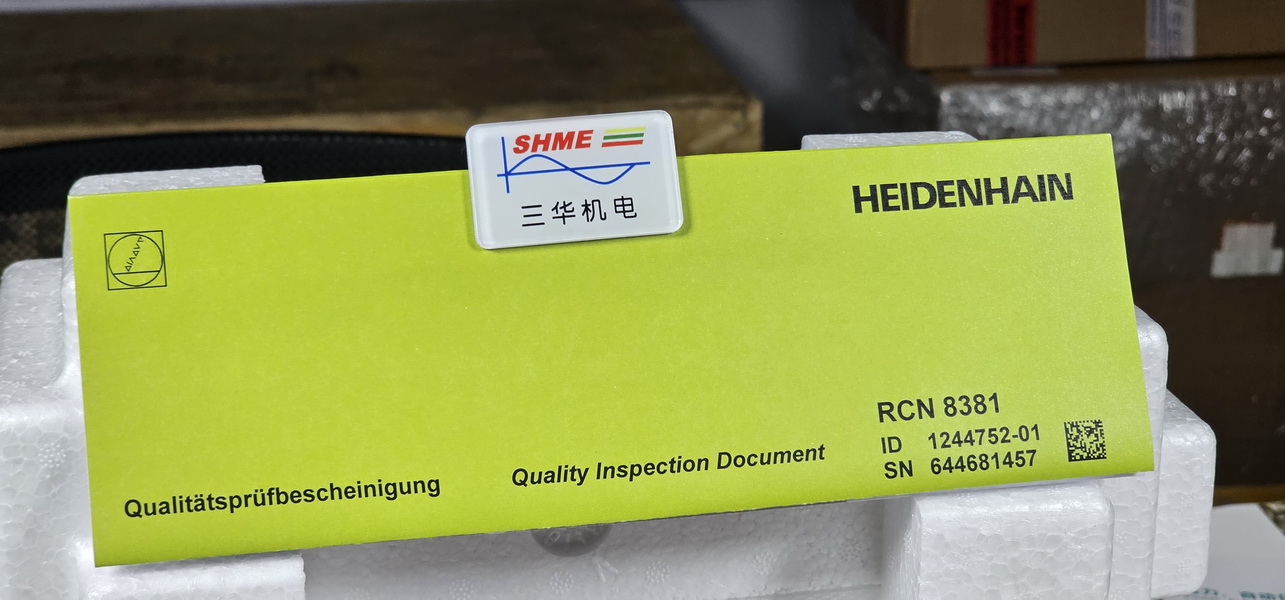 SHME
三华机电
HEIDENHAIN
RCN 8381
ID 1244752-01
SN 644681457
Quality Inspection Document
Qualitätsprüfbescheinigung